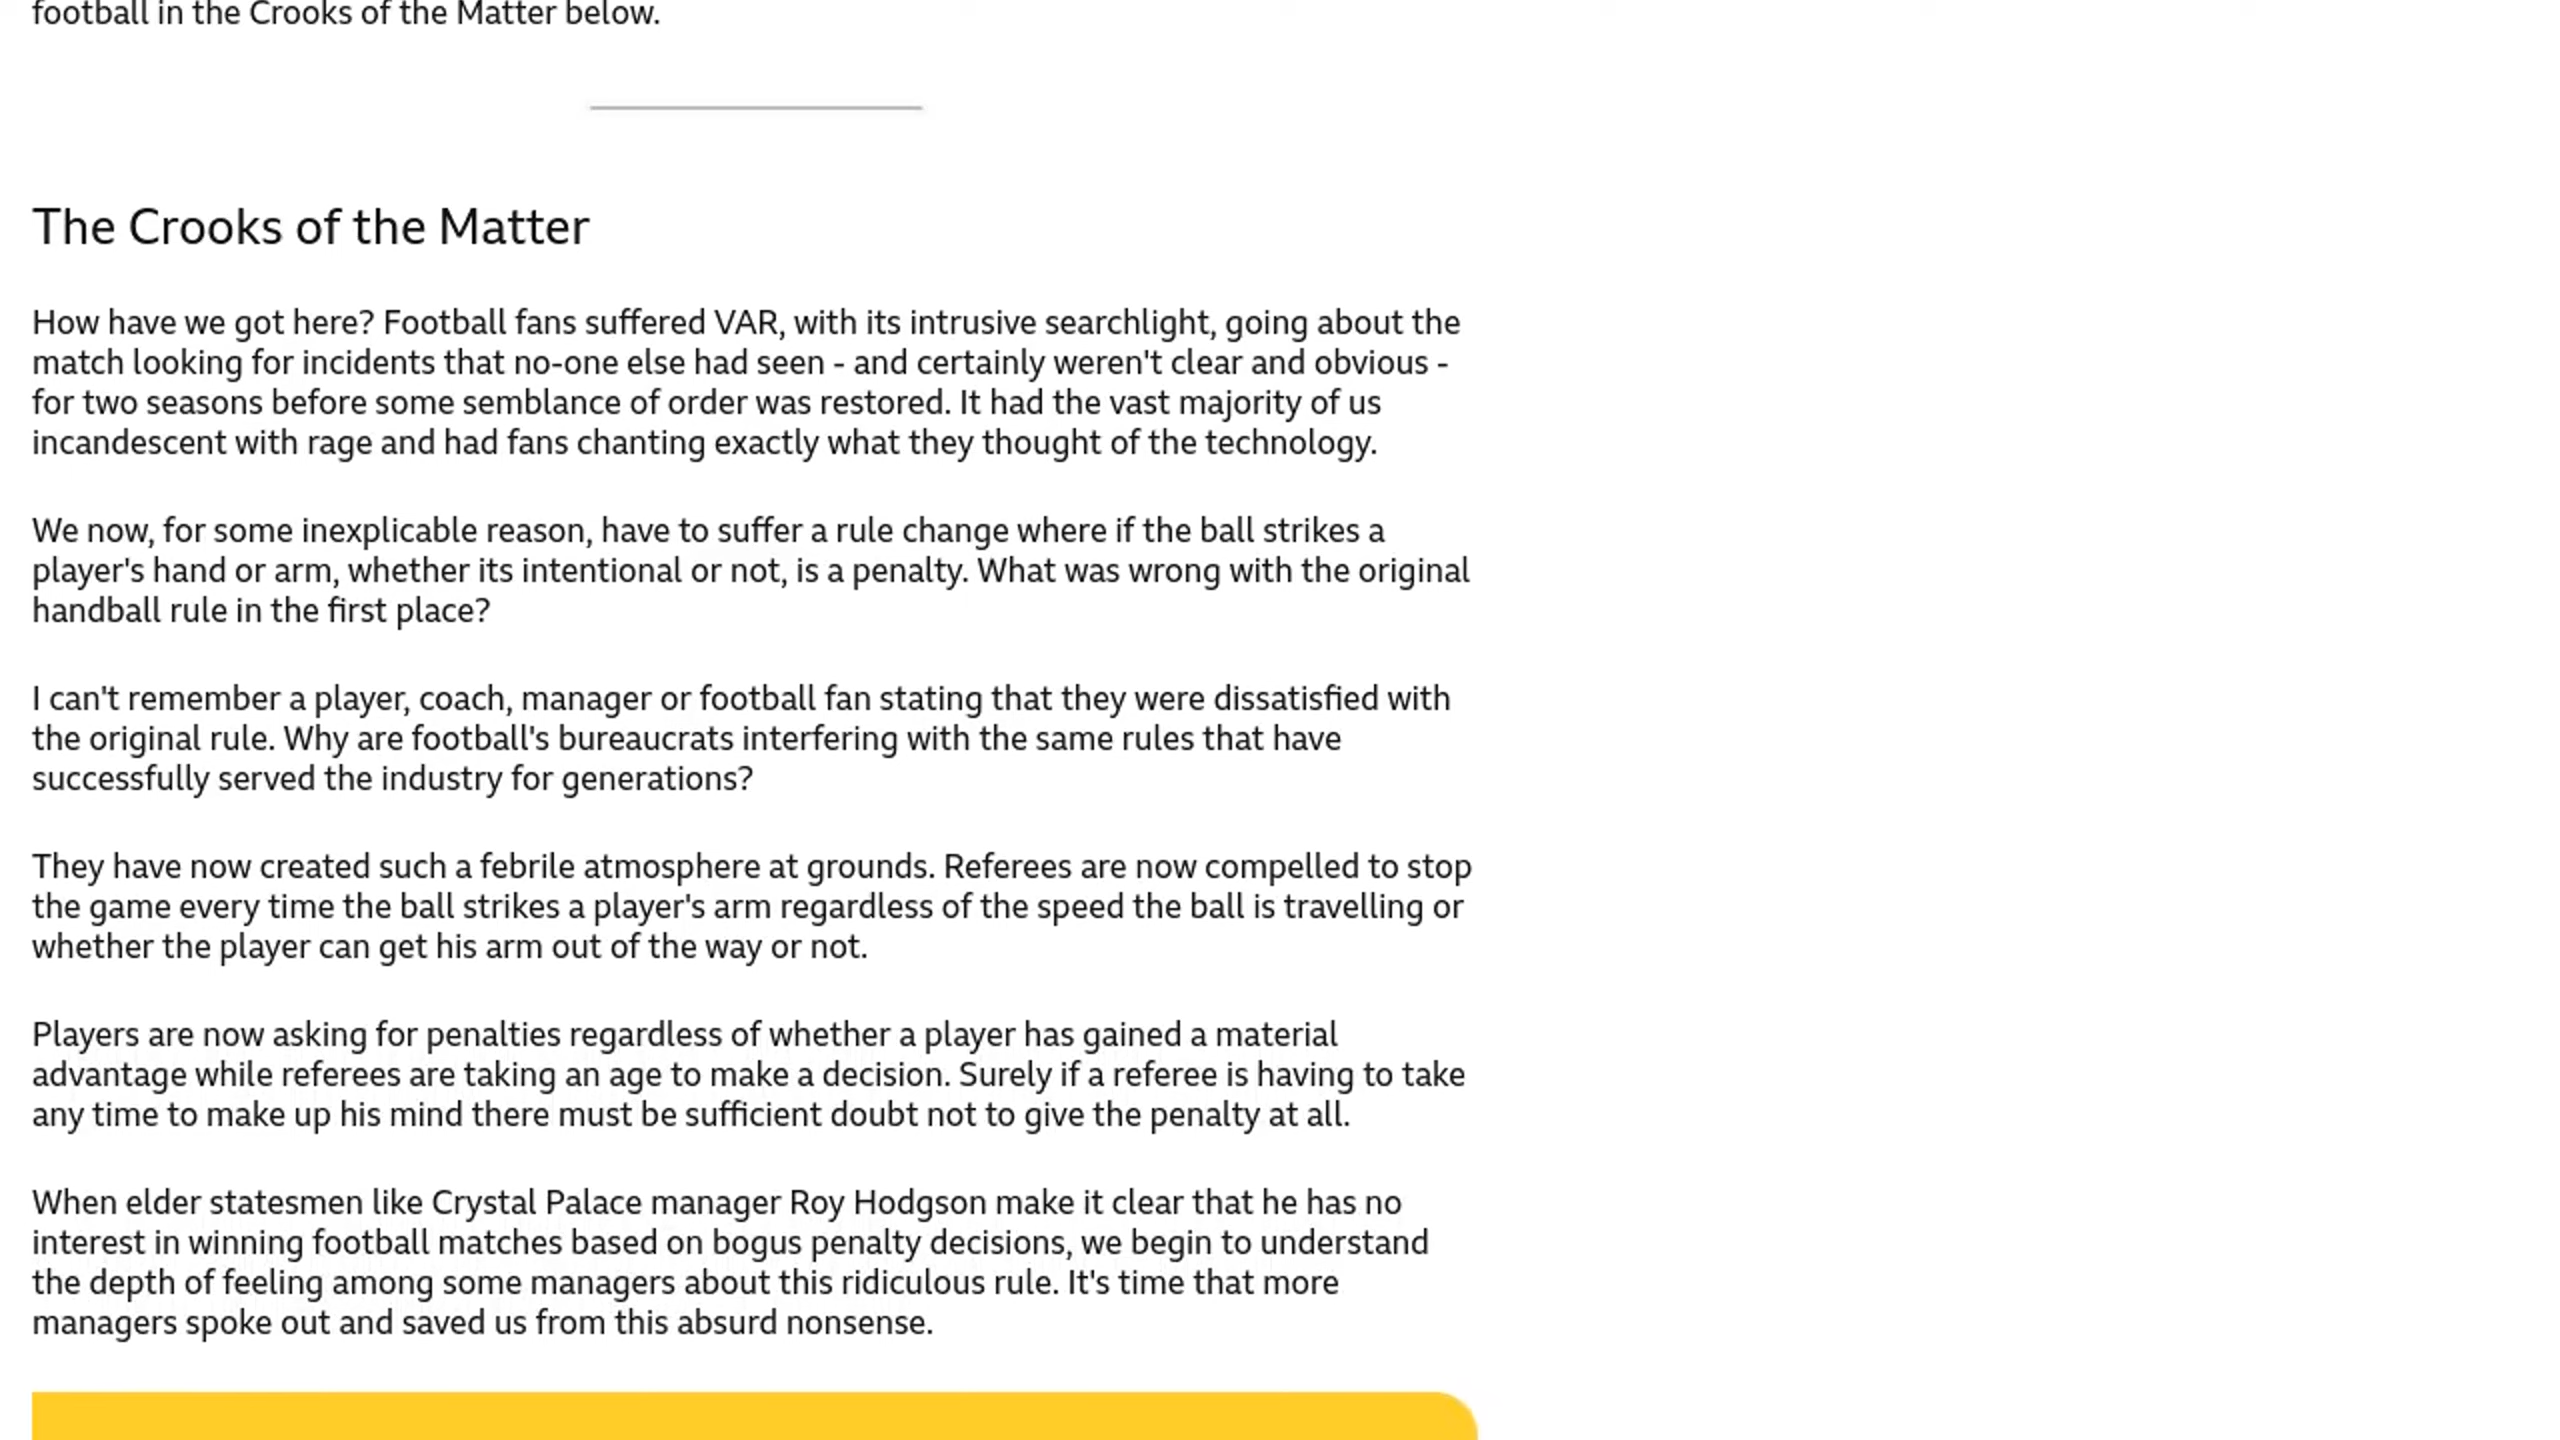 football in the Crooks of the Matter below.
The Crooks of the Matter
How have we got here? Football fans suffered VAR, with its intrusive searchlight, going about the
match looking for incidents that no-one else had seen - and certainly weren't clear and obvious -
for two seasons before some semblance of order was restored. It had the vast majority of us
incandescent with rage and had fans chanting exactly what they thought of the technology.
We now, for some inexplicable reason, have to suffer a rule change where if the ball strikes a
player's hand or arm, whether its intentional or not, is a penalty. What was wrong with the original
handball rule in the first place?
I can't remember a player, coach, manager or football fan stating that they were dissatisfied with
the original rule. Why are football's bureaucrats interfering with the same rules that have
successfully served the industry for generations?
They have now created such a febrile atmosphere at grounds. Referees are now compelled to stop
the game every time the ball strikes a player's arm regardless of the speed the ball is travelling or
whether the player can get his arm out of the way or not.
Players are now asking for penalties regardless of whether a player has gained a material
advantage while referees are taking an age to make a decision. Surely if a referee is having to take
any time to make up his mind there must be sufficient doubt not to give the penalty at all.
When elder statesmen like Crystal Palace manager Roy Hodgson make it clear that he has no
interest in winning football matches based on bogus penalty decisions, we begin to understand
the depth of feeling among some managers about this ridiculous rule. It's time that more
managers spoke out and saved us from this absurd nonsense.